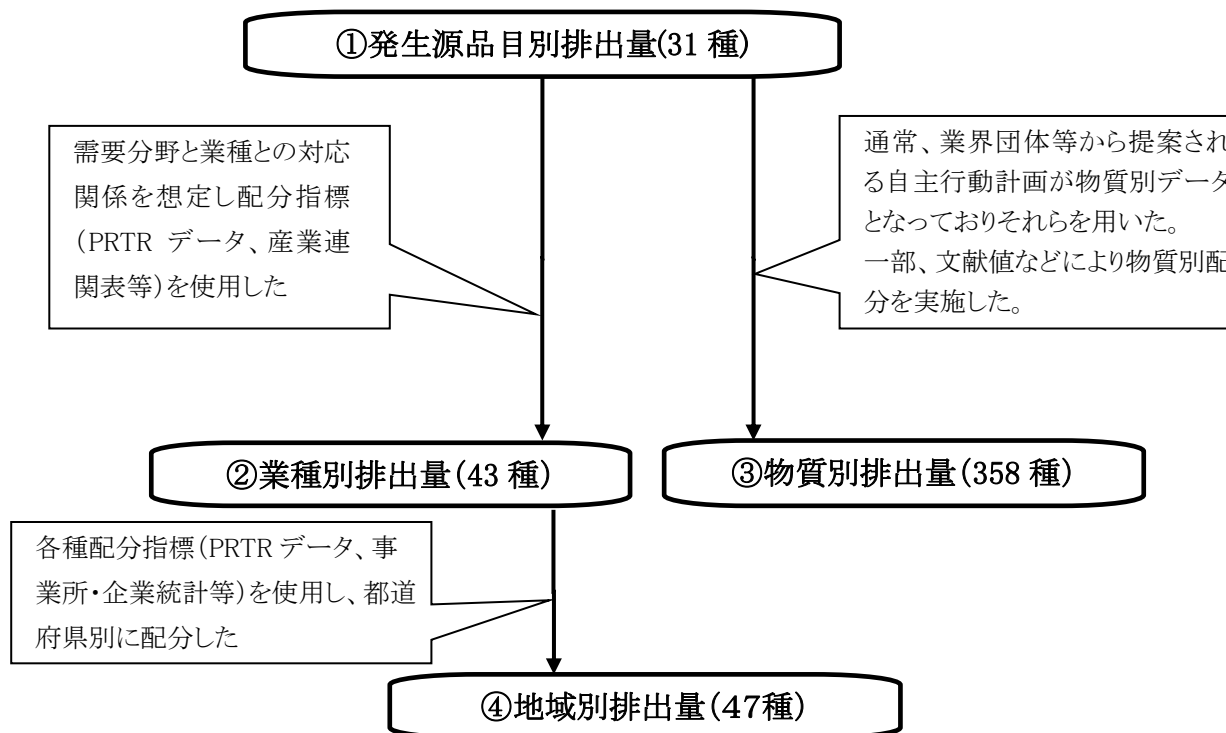 ①発生源品目別排出量(31 種)
需要分野と業種との対応
関係を想定し配分指標
(PRTR データ、産業連
関表等)を使用した
通常、業界団体等から提案され
る自主行動計画が物質別データ
となっておりそれらを用いた。
一部、文献値などにより物質別配
分を実施した。
②業種別排出量(43 種)
③物質別排出量(358 種)
各種配分指標(PRTR データ、事
業所・企業統計等)を使用し、都道
府県別に配分した
④地域別排出量(47種)